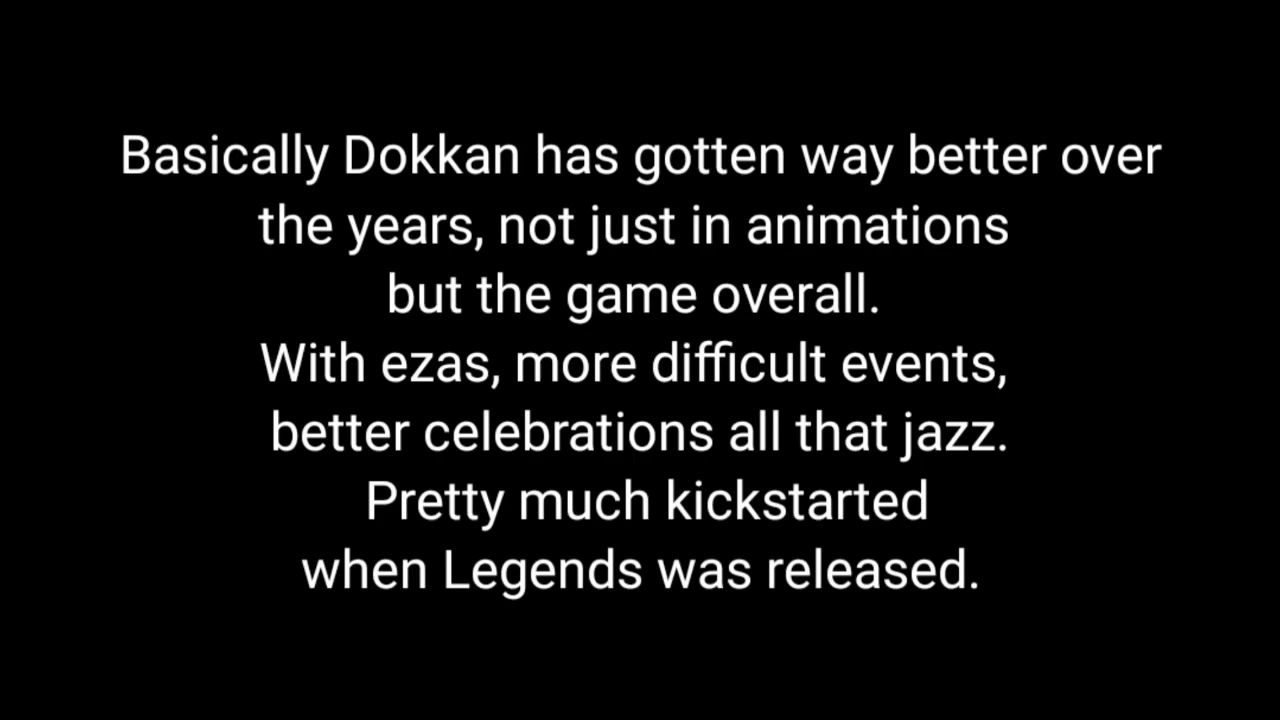 Basically Dokkan has gotten way better over
the years, not just in animations
but the game overall.
With ezas, more difficult events,
better celebrations all that jazz.
Pretty much kickstarted
when Legends was released.